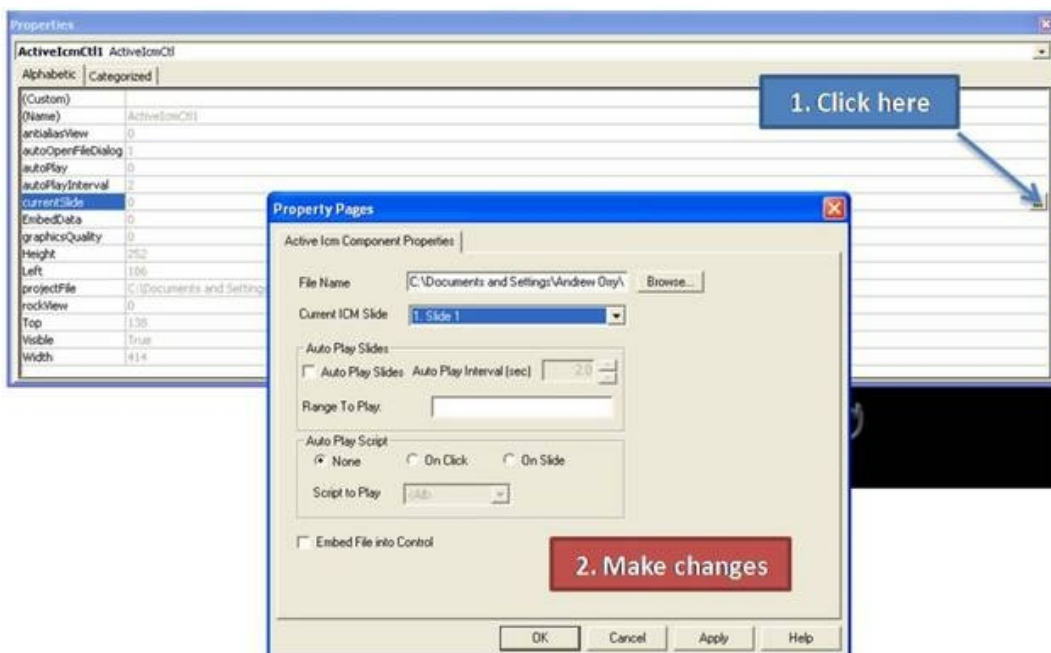 Properties
ActiveIcmCtl1 ActiveIcmCtl
Alphabetic Categorized
1. Click here
(Custom)
(Name) ActiveIcmCtl1
antialiasView 0
autoOpenFileDialog 1
autoPlay 0
autoPlayInterval 2
currentSlide 0
...
EmbedData 0
graphicsQuality 0
Height 252
Left 186
projectFile C:\Documents and Settings
rockView 0
Top 138
Visible True
Width 414
Property Pages
Active Icm Component Properties
File Name C:\Documents and Settings\Andrew Oxy\ Browse...
Current ICM Slide 1. Slide 1
Auto Play Slides
Auto Play Slides Auto Play Interval (sec) 2.0
Range To Play:
Auto Play Script
None On Click On Slide
Script to Play
Embed File into Control
2. Make changes
OK Cancel Apply Help